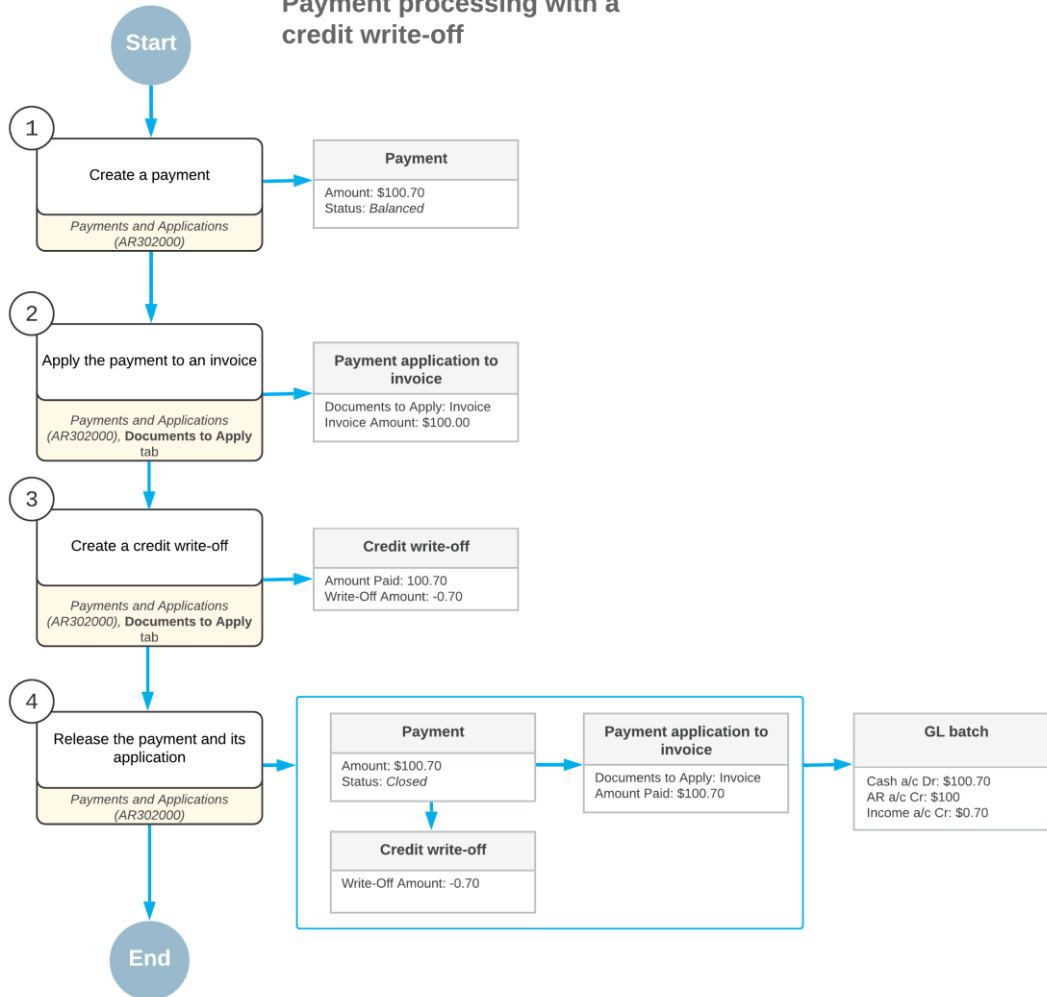 Payment processing with a
credit write-off
Start
1
Create a payment
Payments and Applications
(AR302000)
Payment
Amount: $100.70
Status: Balanced
2
Apply the payment to an invoice
Payments and Applications
(AR302000), Documents to Apply
tab
Payment application to
invoice
Documents to Apply: Invoice
Invoice Amount: $100.00
3
Create a credit write-off
Payments and Applications
(AR302000), Documents to Apply
tab
Credit write-off
Amount Paid: 100.70
Write-Off Amount: -0.70
4
Release the payment and its
application
Payments and Applications
(AR302000)
Payment
Amount: $100.70
Status: Closed
Payment application to
invoice
Documents to Apply: Invoice
Amount Paid: $100.70
Credit write-off
Write-Off Amount: -0.70
GL batch
Cash a/c Dr: $100.70
AR a/c Cr: $100
Income a/c Cr: $0.70
End